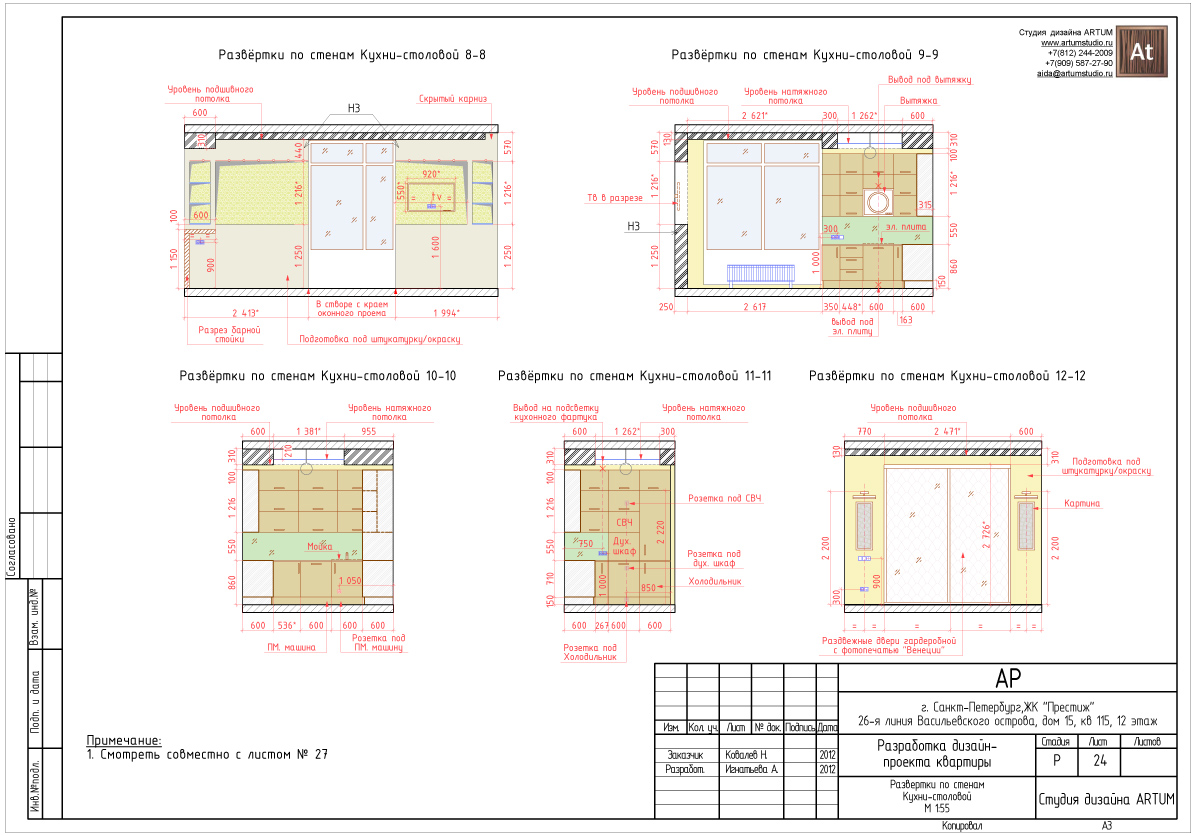 Студия дизайна ARTUM
www.artumstudio.ru
+7(812) 244-2009
+7(909) 587-27-90
aida@artumstudio.ru
At
Развёртки по стенам Кухни-столовой 8-8
Уровень подшивного
потолка
Скрытый карниз
Н3
600
310
440
570
1 216*
1 216*
920*
550*
V
100
600
1 150
900
1 250
1 600
1 250
2 413*
В створе с краем
оконного проема
1 994*
Разрез барной
стойки
Подготовка под штукатурку/окраску
Развёртки по стенам Кухни-столовой 9-9
Вывод под вытяжку
Уровень подшивного
потолка
Уровень натяжного
потолка
Вытяжка
2 621*
300
1 262*
600
570
130
310
100
1 216*
1 216*
Тв в разрезе
Н3
315
300
эл. плита
550
1 250
1 000
860
150
250
2 617
350
448*
600
163
600
вывод под
эл. плиту
Развёртки по стенам Кухни-столовой 10-10
Уровень подшивного
потолка
Уровень натяжного
потолка
600
1 381*
955
310
210
100
1 216
550
Мойка
860
1 050
600
536*
600
600
600
ПМ. машина
Розетка под
ПМ. машину
Развёртки по стенам Кухни-столовой 11-11
Вывод на подсветку
кухонного фартука
Уровень натяжного
потолка
600
1 262*
300
310
100
1 216
Розетка под СВЧ
СВЧ
2 220
550
750
Дух.
шкаф
Розетка под
дух. шкаф
710
1 000
850
Холодильник
150
600
267
600
600
Розетка под
Холодильник
Развёртки по стенам Кухни-столовой 12-12
Уровень подшивного
потолка
770
2 471*
600
130
310
Подготовка под
штукатурку/окраску
Картина
2 200
2 726*
2 200
900
300
= = = = = =
Раздвежные двери гардеробной
с фотопечатью "Венеции"
Согласовано
Взам. инд.№
Подп. и дата
Инв.№подл.
Примечание:
1. Смотреть совместно с листом № 27
АР
г. Санкт-Петербург,ЖК "Престиж"
26-я линия Васильевского острова, дом 15, кв 115, 12 этаж
Изм. Кол. уч. Лист № док. Подпись Дата
Заказчик Ковалев Н. 2012
Разработ. Игнатьева А. 2012
Разработка дизайн-
проекта квартиры
Стадия Лист Листов
Р 24
Развертки по стенам
Кухни-столовой
М 1:55
Студия дизайна ARTUM
Копировал А3